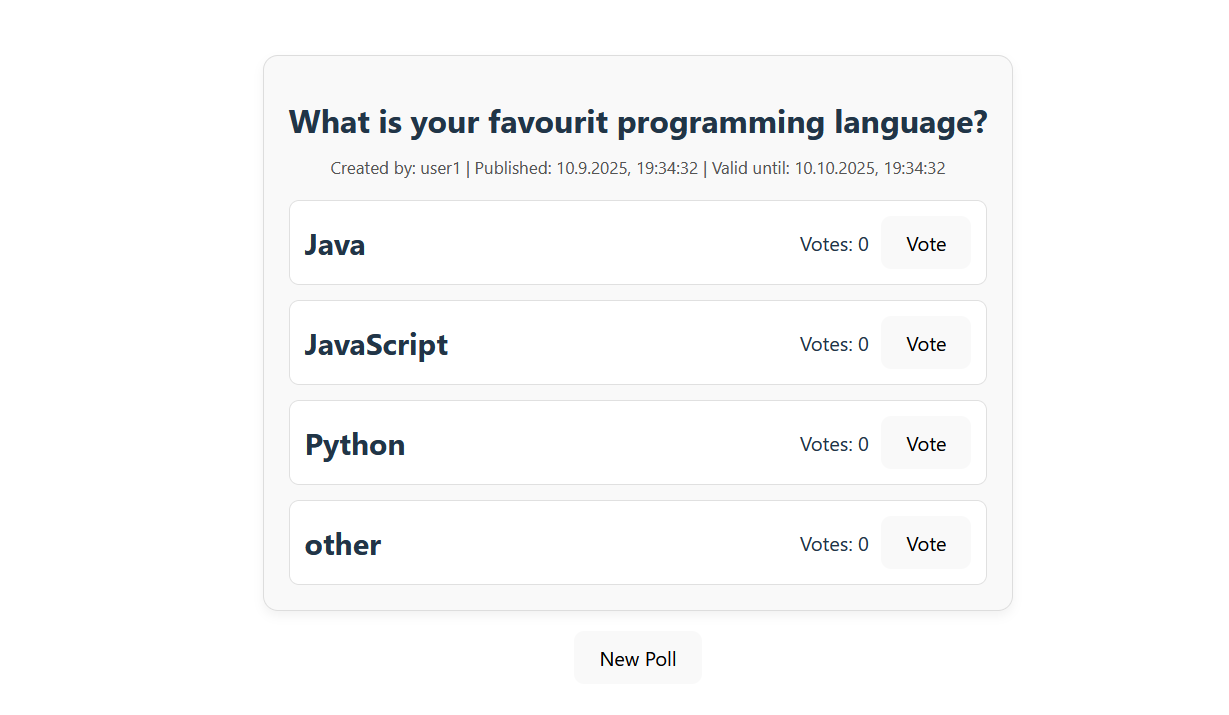 What is your favourit programming language?
Created by: user1 | Published: 10.9.2025, 19:34:32 | Valid until: 10.10.2025, 19:34:32
Java Votes: 0 Vote
JavaScript Votes: 0 Vote
Python Votes: 0 Vote
other Votes: 0 Vote
New Poll